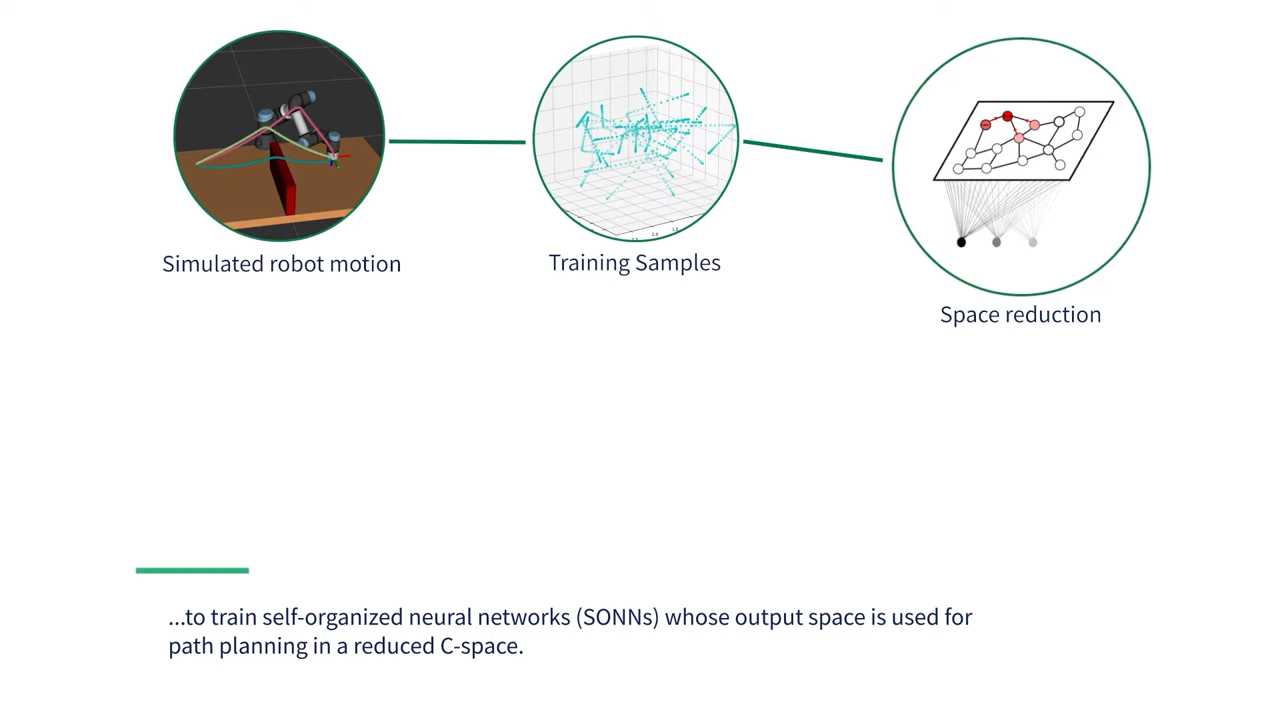 Simulated robot motion
Training Samples
Space reduction
...to train self-organized neural networks (SONNs) whose output space is used for
path planning in a reduced C-space.